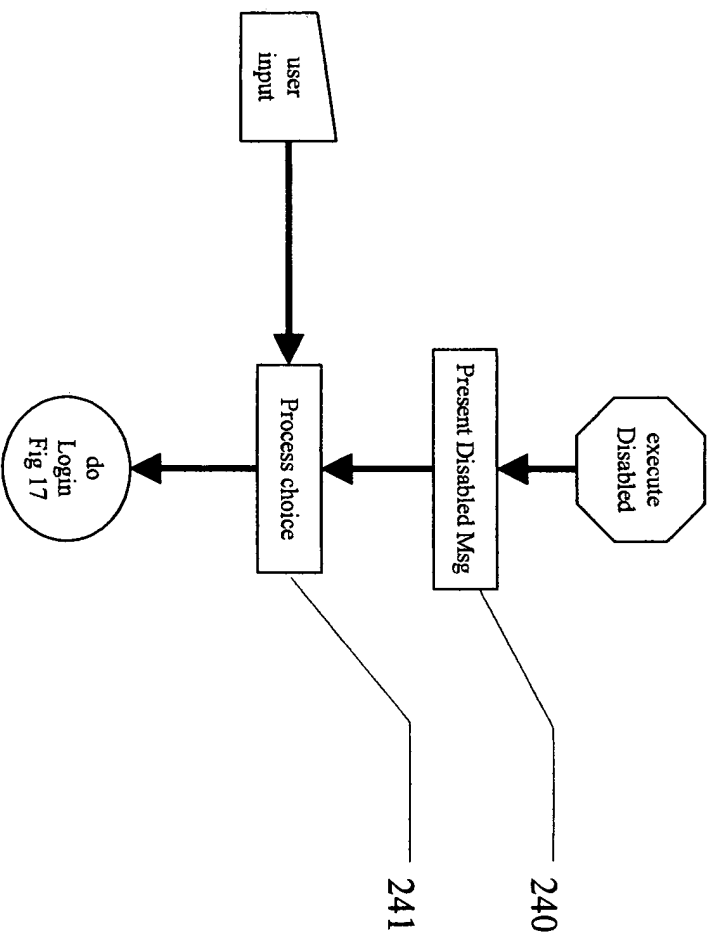 execute
Disabled
Present Disabled Msg
240
user
input
Process choice
241
do
Login
Fig 17